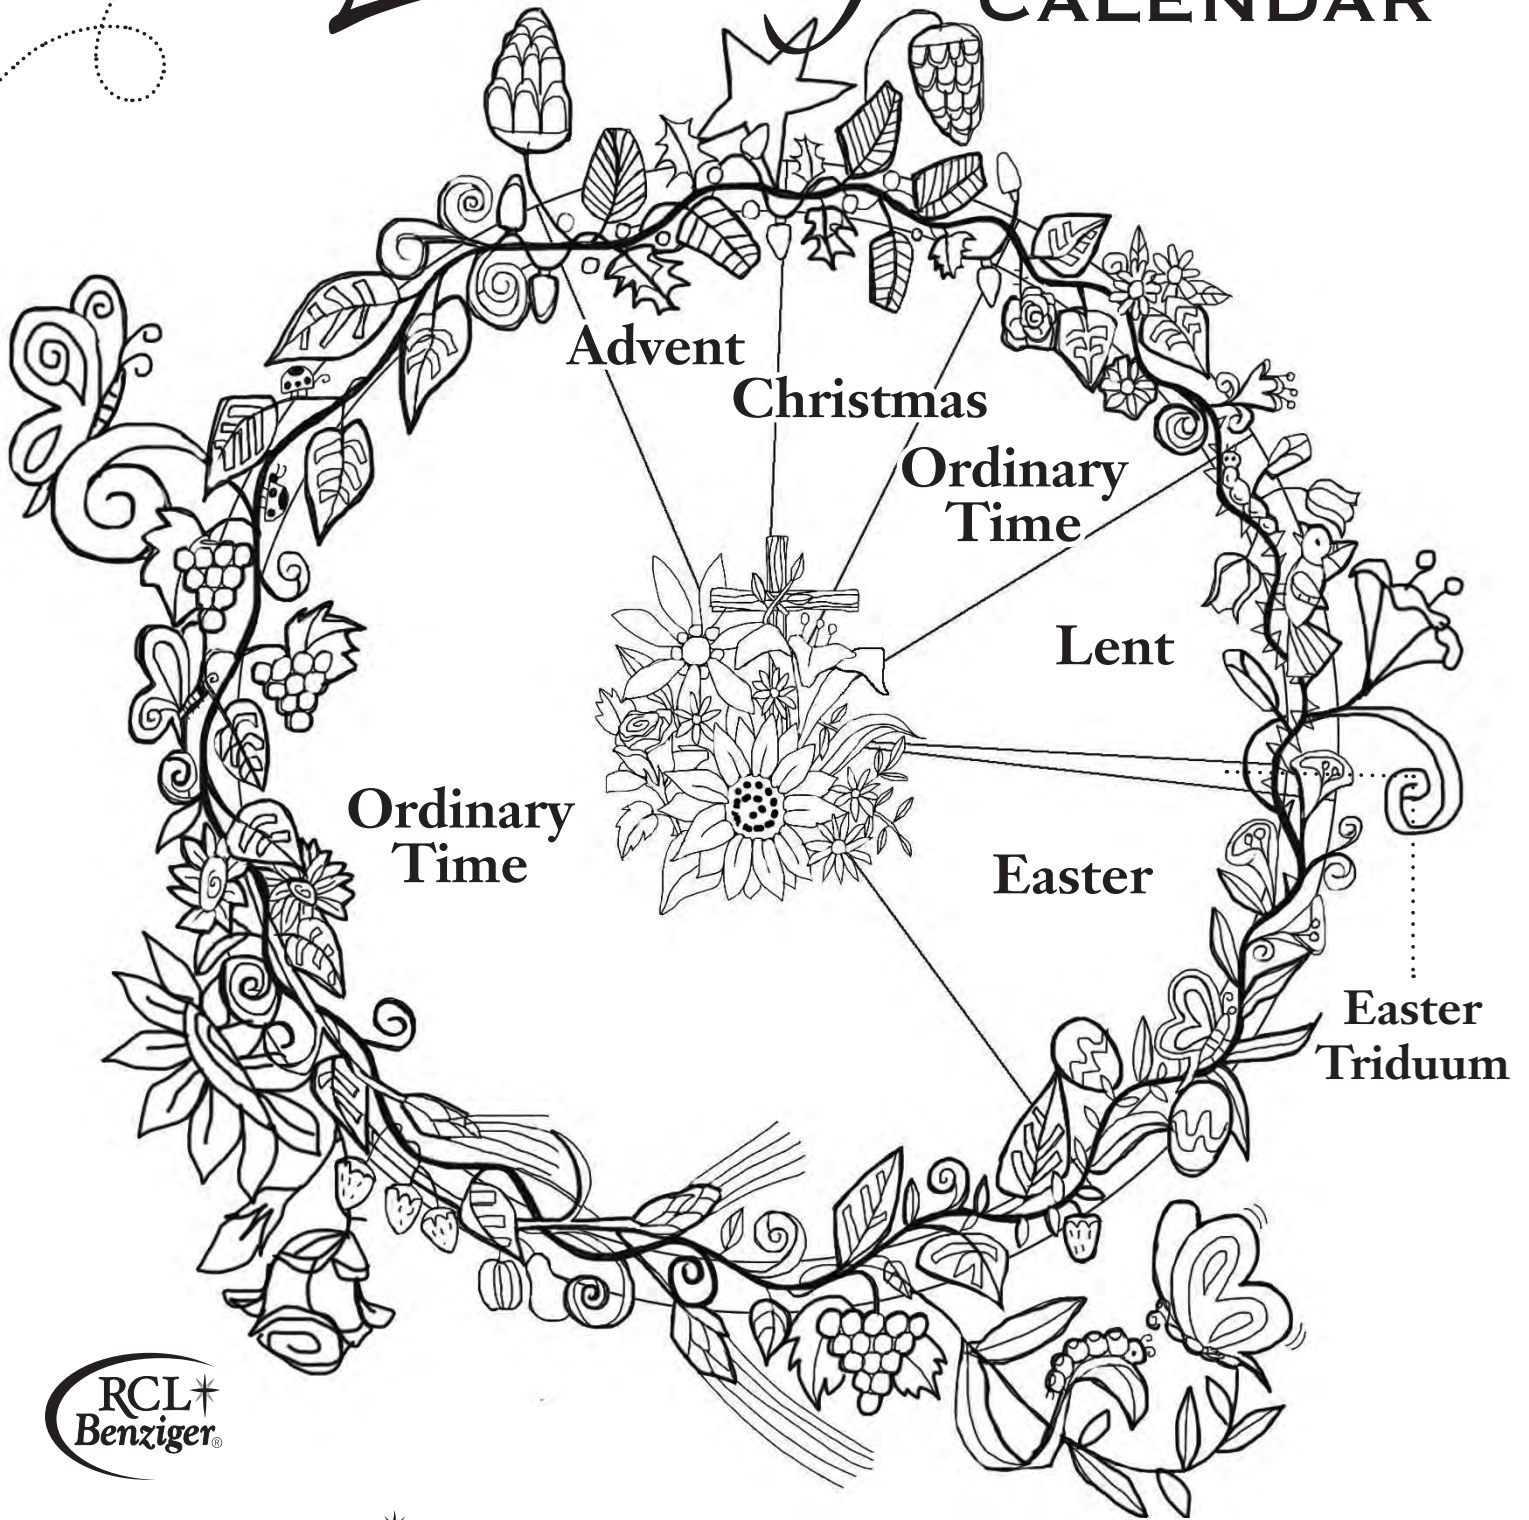 CALENDAR
Advent
Christmas
Ordinary
Time
Lent
Ordinary
Time
Easter
Easter
Triduum
RCL
Benziger®